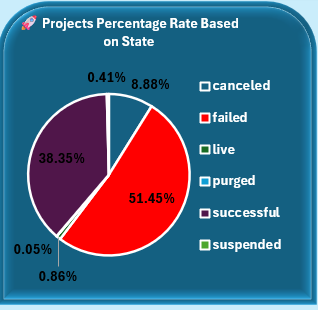 🚀 Projects Percentage Rate Based
on State
0.41%
8.88%
38.35%
51.45%
0.05%
0.86%
canceled
failed
live
purged
successful
suspended